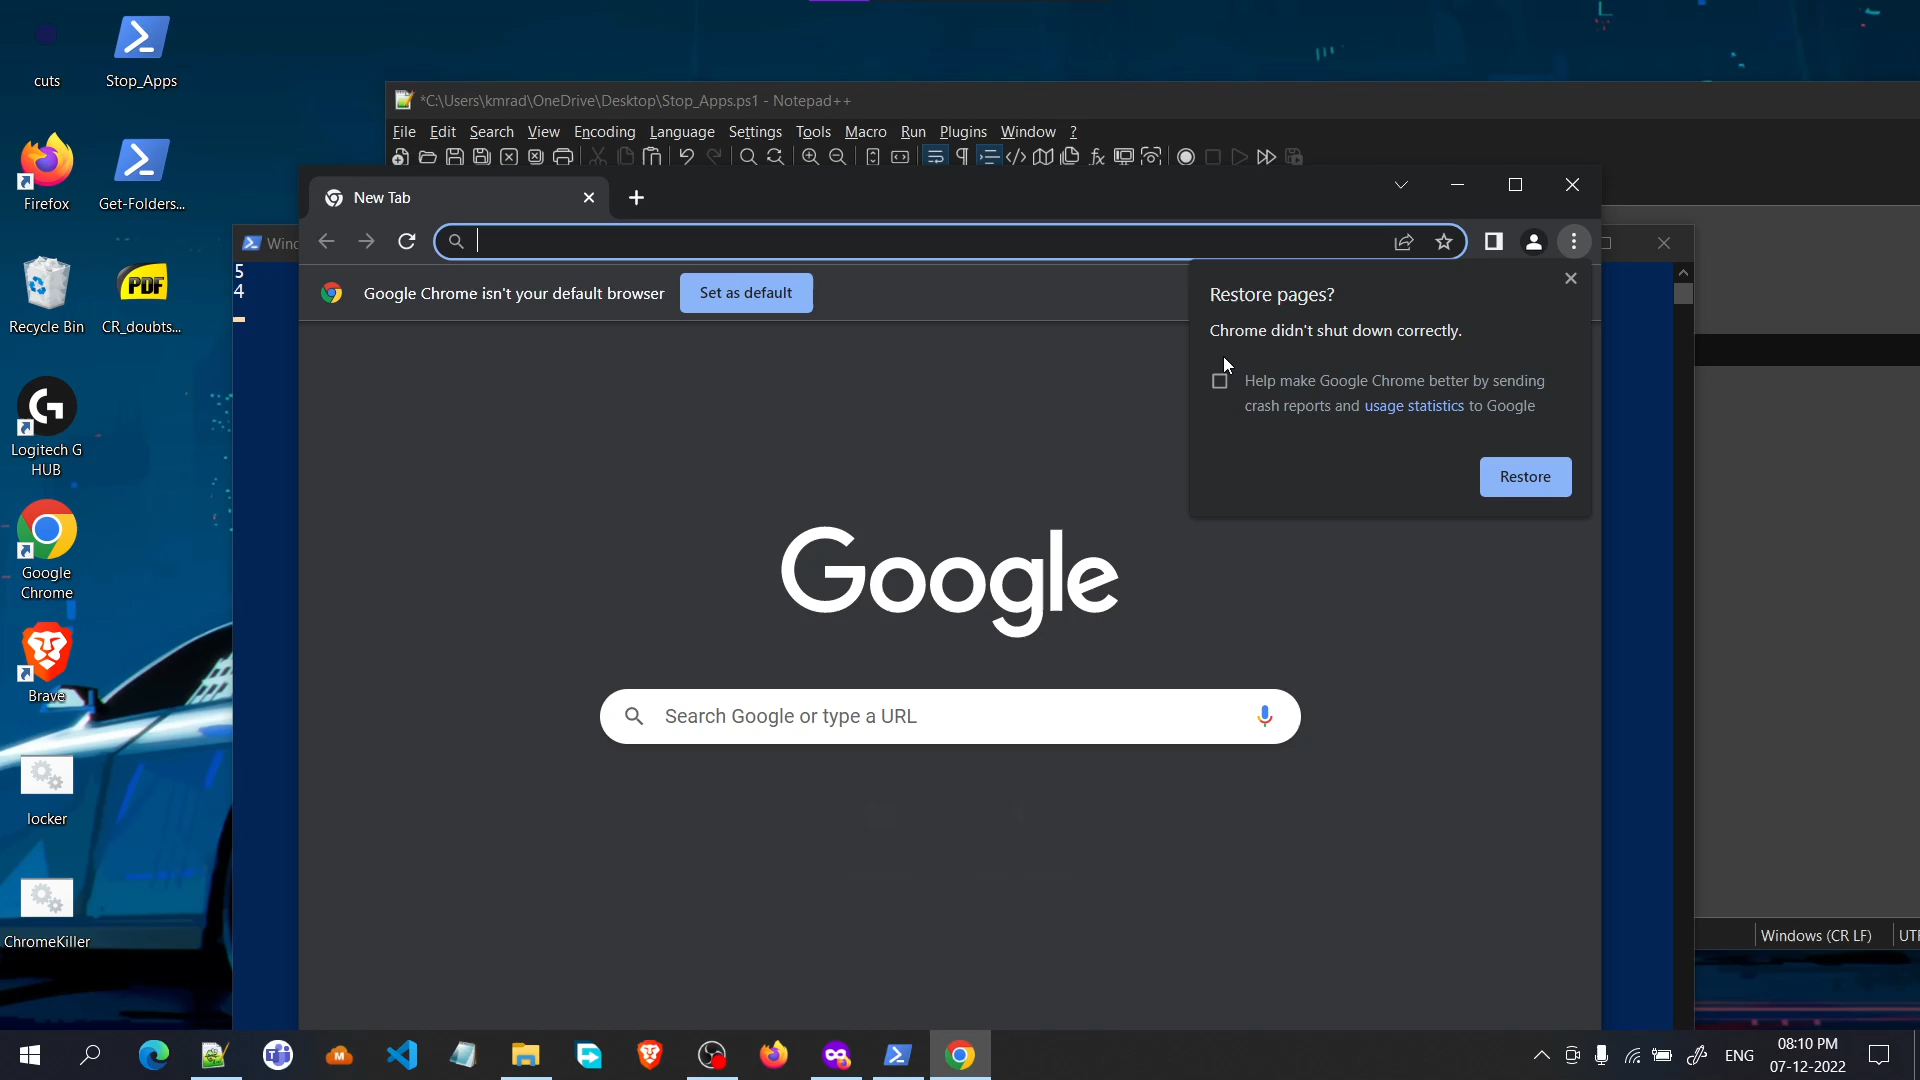 cuts
Stop_Apps
Firefox
Get-Folders...
Recycle Bin
CR_doubts...
PDF
Logitech G
HUB
Google
Chrome
Brave
locker
ChromeKiller
*C:\Users\kmrad\OneDrive\Desktop\Stop_Apps.ps1 - Notepad++
File Edit Search View Encoding Language Settings Tools Macro Run Plugins Window ?
New Tab
5
4
Google Chrome isn't your default browser
Set as default
Restore pages?
Chrome didn't shut down correctly.
Help make Google Chrome better by sending
crash reports and usage statistics to Google
Restore
Google
Search Google or type a URL
Windows (CR LF)
ENG
08:10 PM
07-12-2022